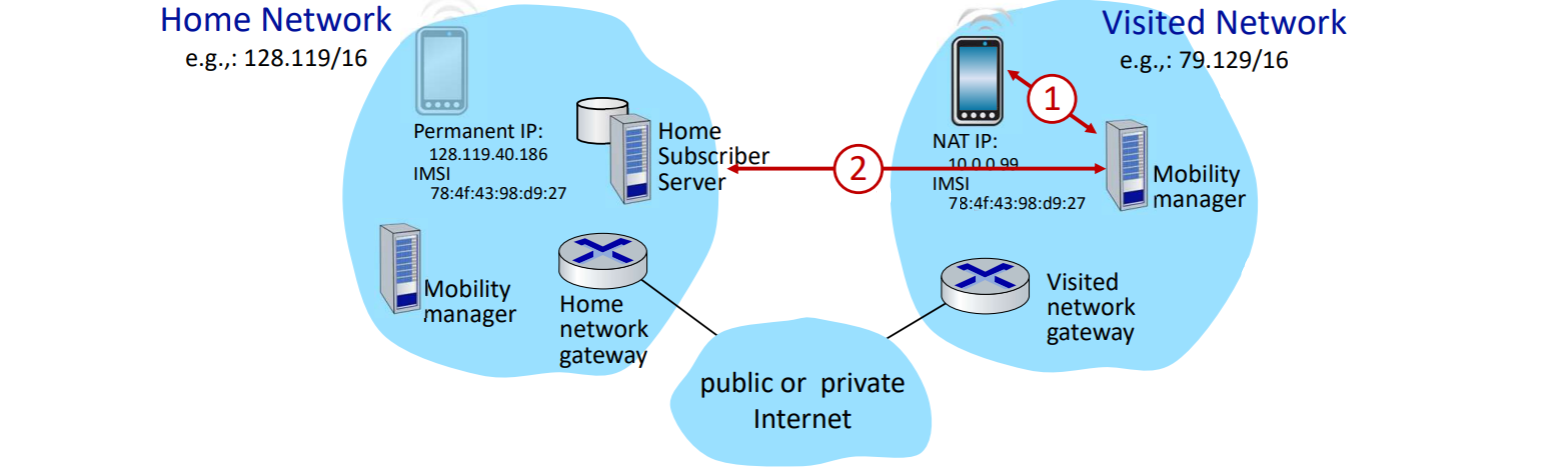 Home Network
e.g.,: 128.119/16
Permanent IP:
128.119.40.186
IMSI
78:4f:43:98:d9:27
Home
Subscriber
Server
Mobility
manager
Home
network
gateway
public or private
Internet
2
1
Visited Network
e.g.,: 79.129/16
NAT IP:
10.0.0.99
IMSI
78:4f:43:98:d9:27
Mobility
manager
Visited
network
gateway